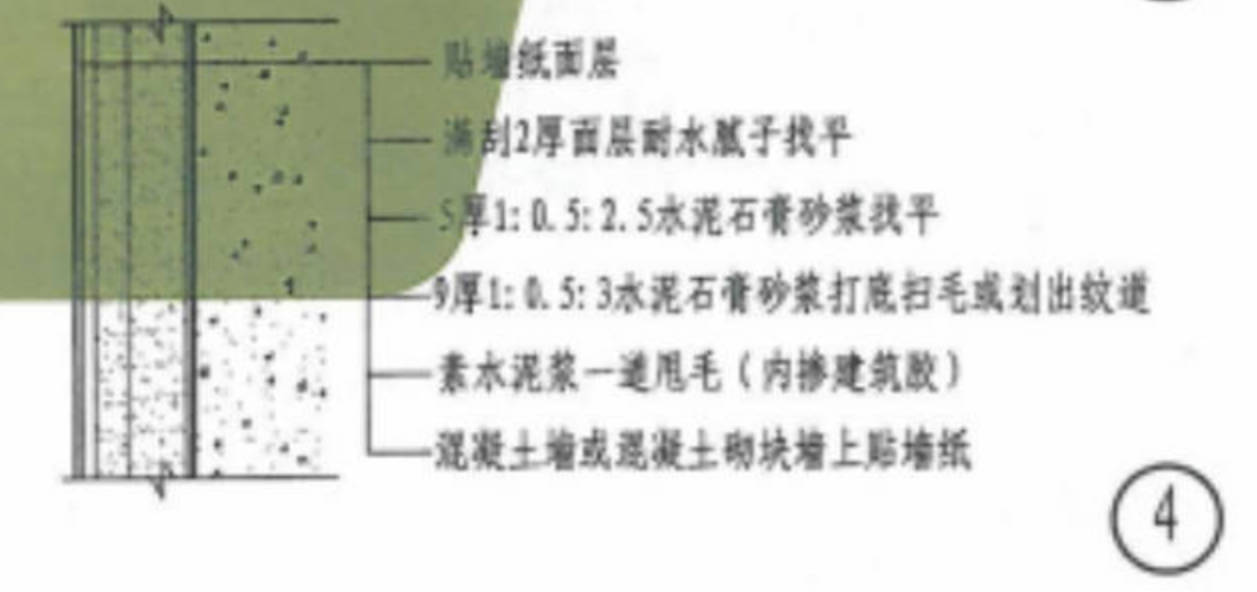 贴墙纸面层
满刮2厚面层耐水腻子找平
5厚1:0.5:2.5水泥石膏砂浆找平
9厚1:0.5:3水泥石膏砂浆打底扫毛或划出纹道
素水泥浆一道甩毛(内掺建筑胶)
混凝土墙或混凝土砌块墙上贴墙纸
4